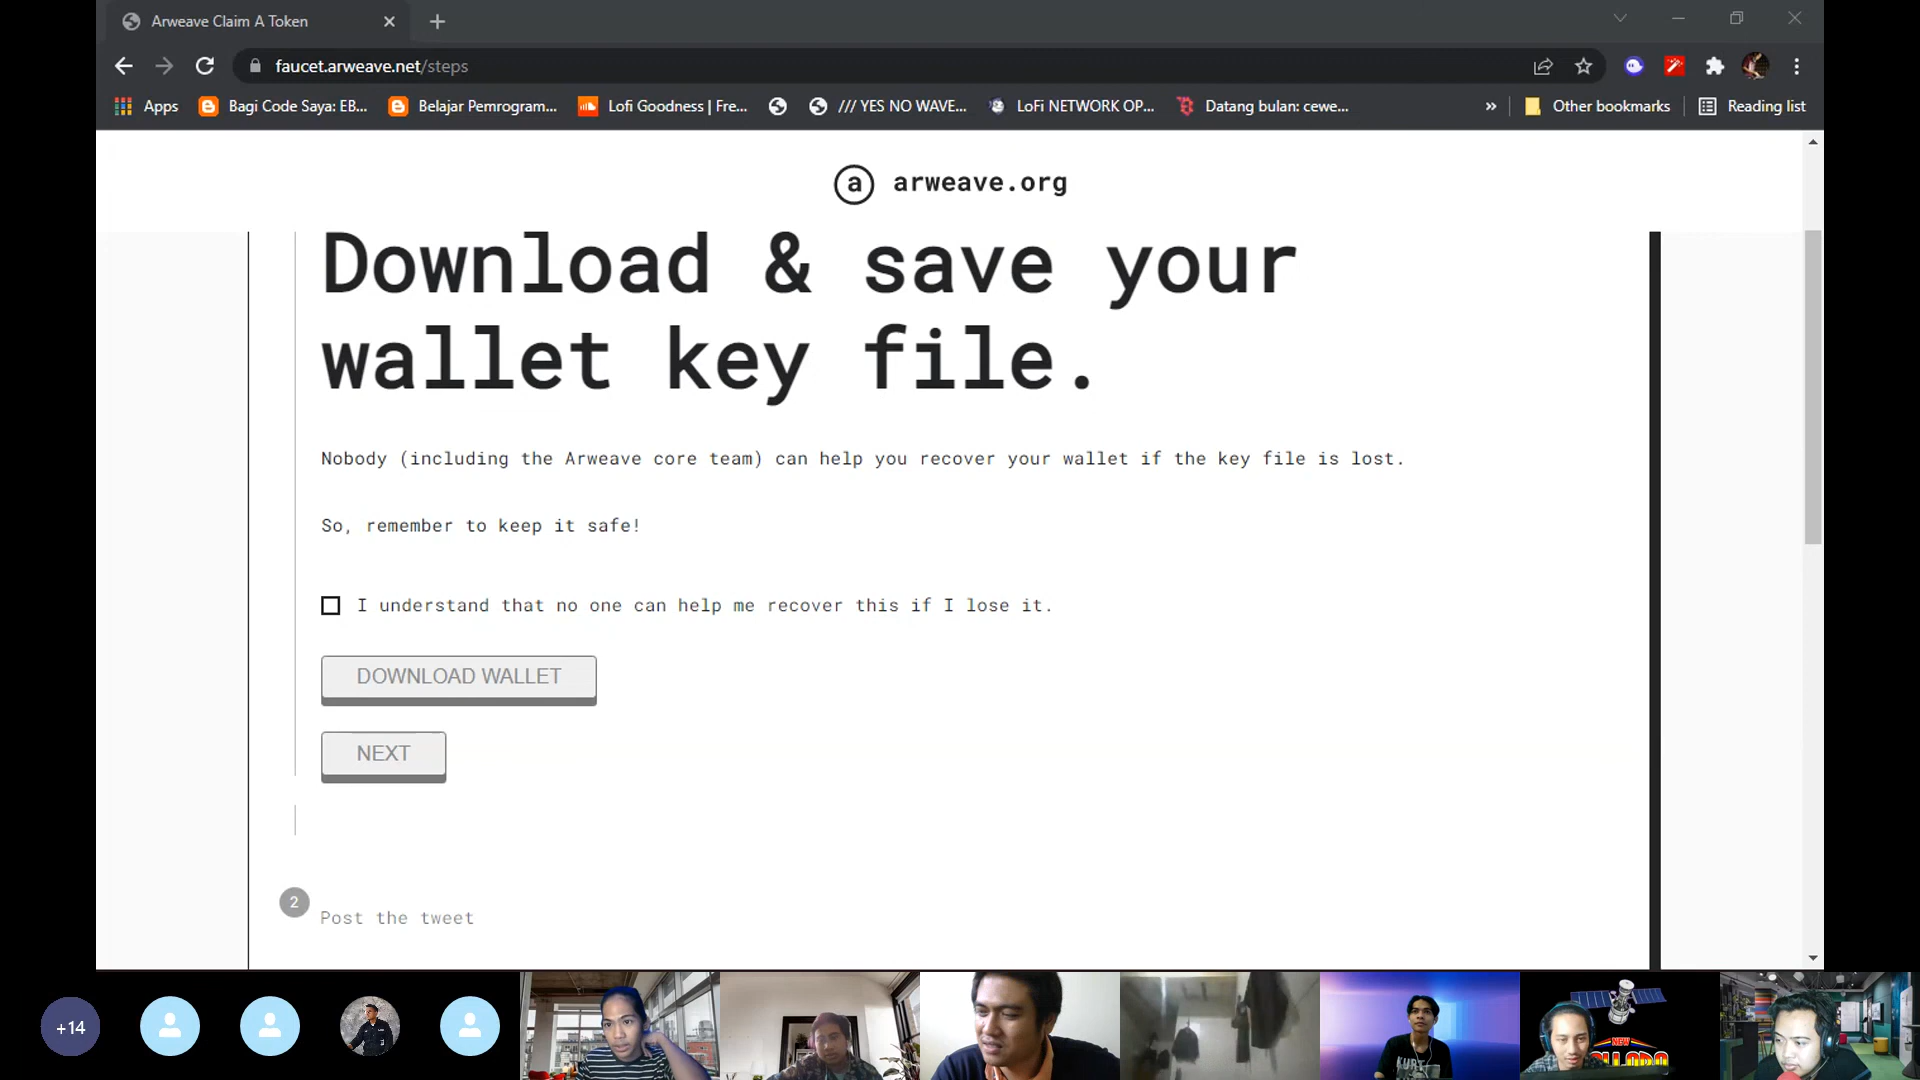 Arweave Claim A Token
faucet.arweave.net/steps
Apps
Bagi Code Saya: EB...
Belajar Pemrogram...
Lofi Goodness | Fre...
/// YES NO WAVE...
LoFi NETWORK OP...
Datang bulan: cewe...
»
Other bookmarks
Reading list
a arweave.org
Download & save your
wallet key file.
Nobody (including the Arweave core team) can help you recover your wallet if the key file is lost.
So, remember to keep it safe!
I understand that no one can help me recover this if I lose it.
DOWNLOAD WALLET
NEXT
2
Post the tweet
+14
NEW